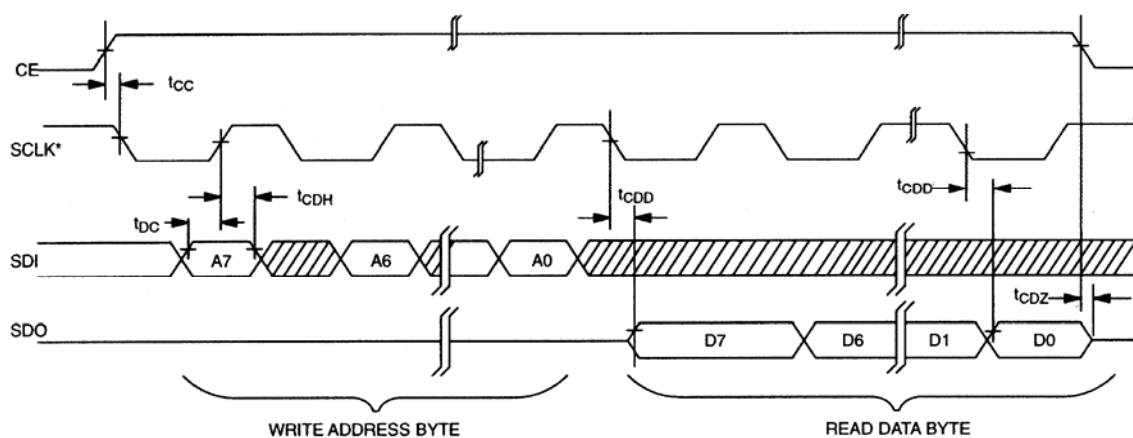 CE
tCC
SCLK*
tCDH
tCDD
tCDD
tDC
SDI
A7
A6
A0
tCDZ
SDO
D7
D6
D1
D0
WRITE ADDRESS BYTE
READ DATA BYTE